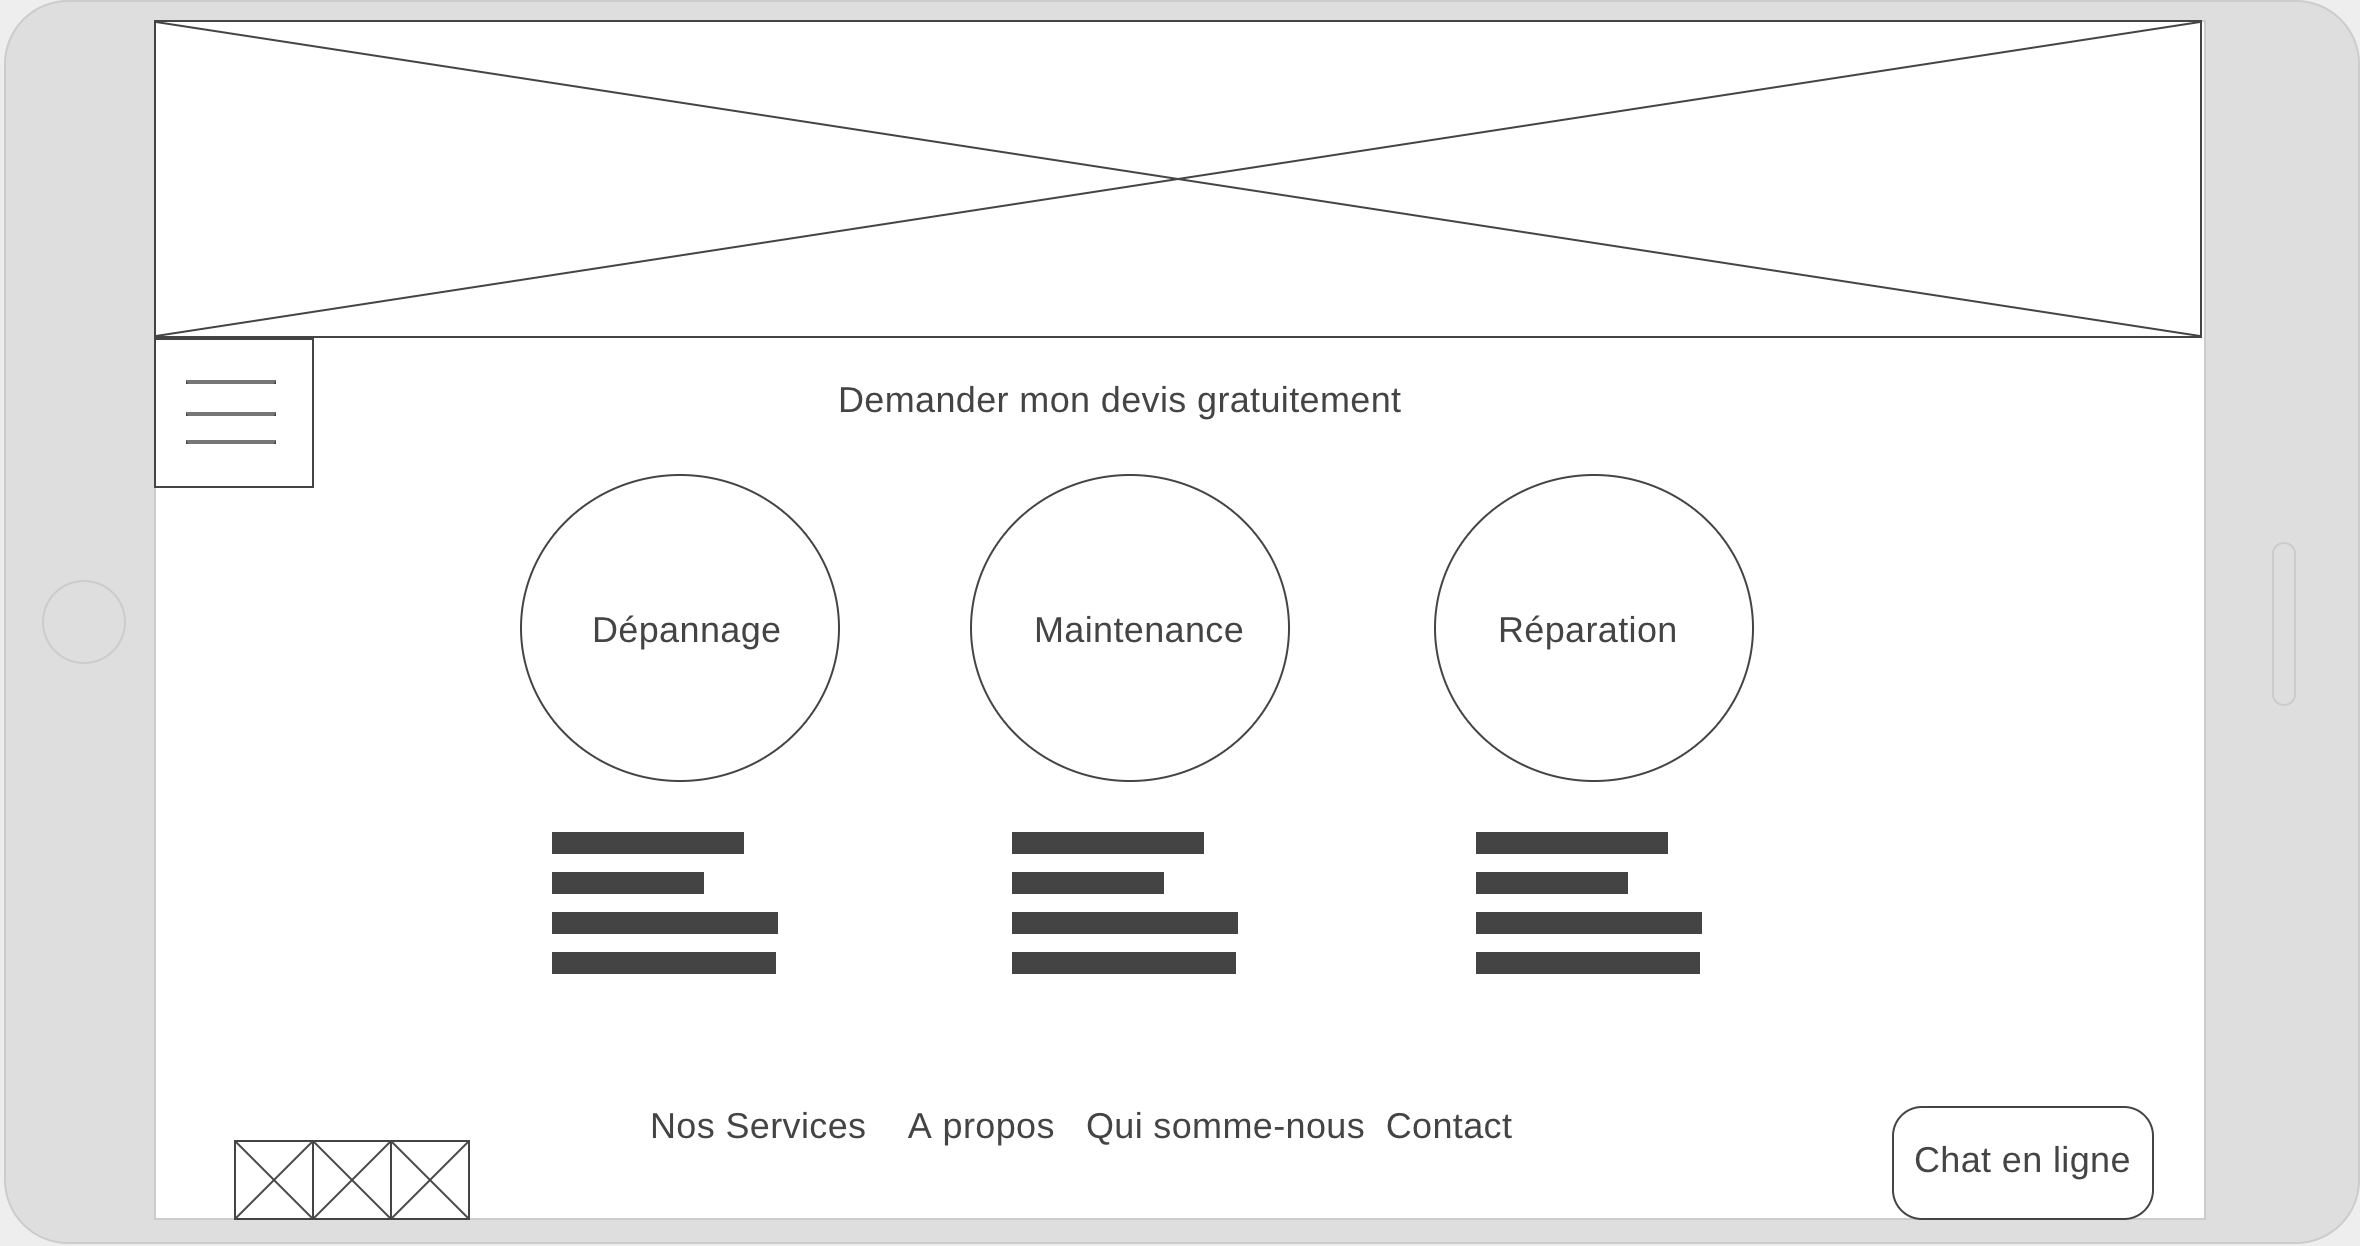 Demander mon devis gratuitement
Dépannage
Maintenance
Réparation
Nos Services A propos Qui somme-nous Contact
Chat en ligne